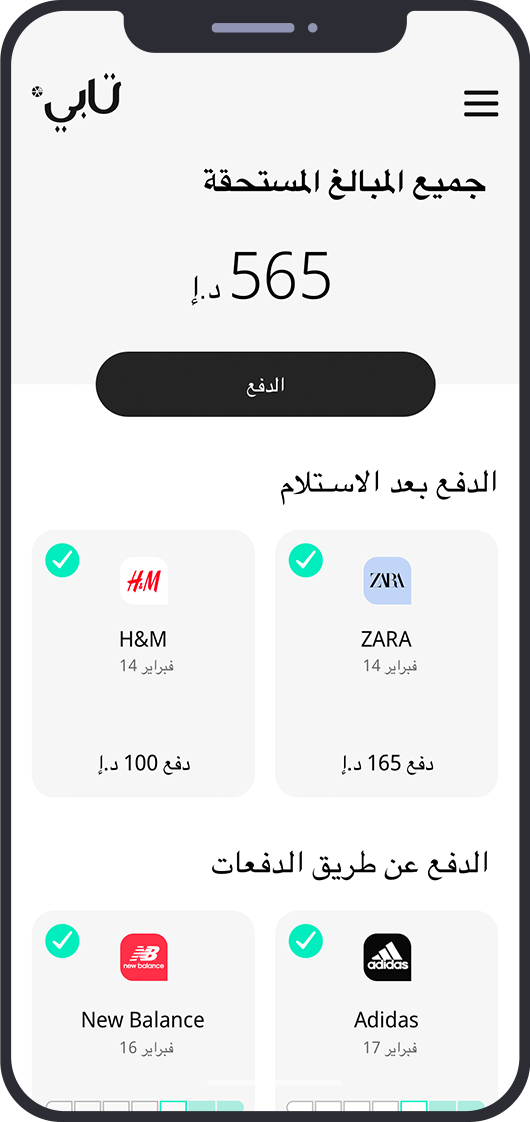 تابي
جميع المبالغ المستحقة
565 د.إ
الدفع
الدفع بعد الاستلام
ZARA
ZARA
14 فبراير
دفع 165 د.إ
H&M
H&M
14 فبراير
دفع 100 د.إ
الدفع عن طريق الدفعات
adidas
Adidas
17 فبراير
NB
new balance
New Balance
16 فبراير